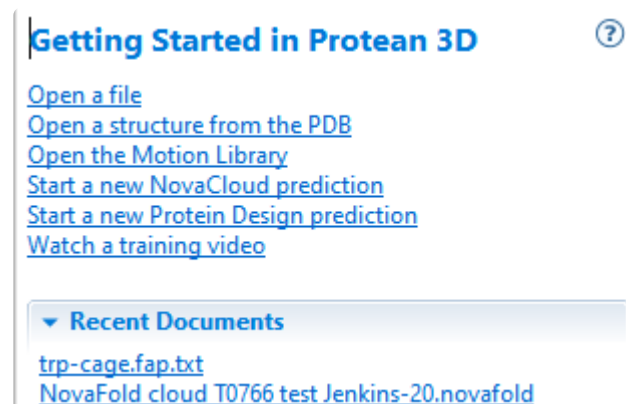 Getting Started in Protean 3D
Open a file
Open a structure from the PDB
Open the Motion Library
Start a new NovaCloud prediction
Start a new Protein Design prediction
Watch a training video
Recent Documents
trp-cage.fap.txt
NovaFold cloud T0766 test Jenkins-20.novafold